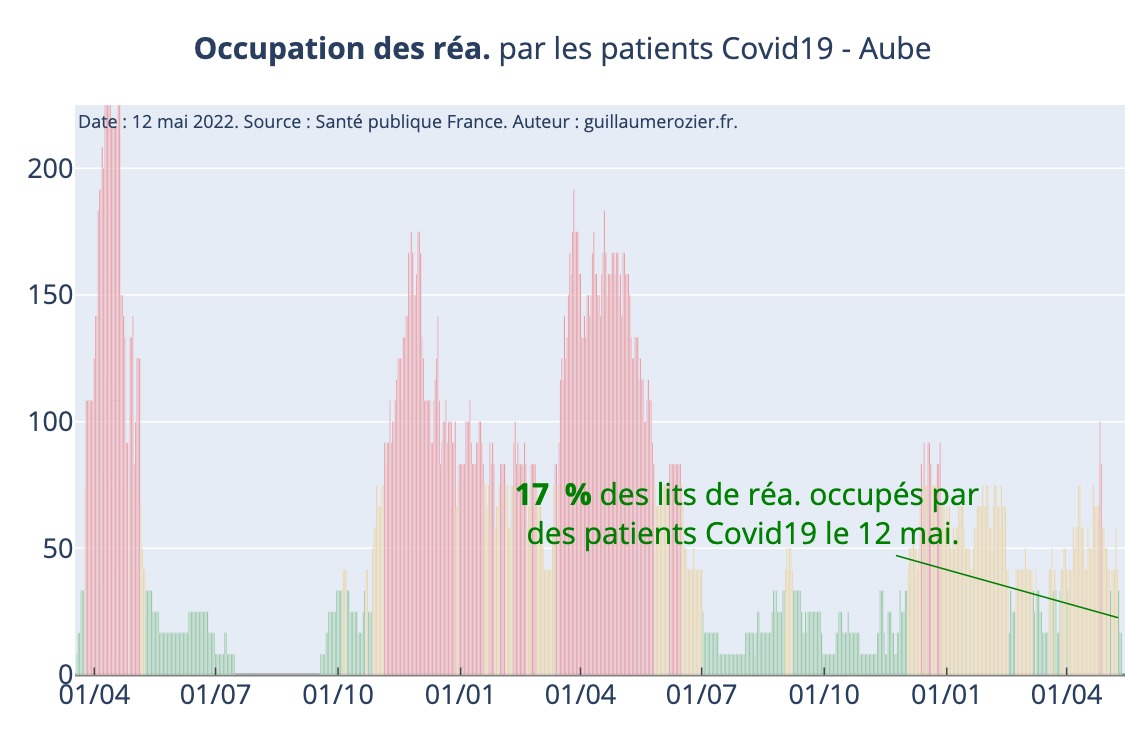 Occupation des réa. par les patients Covid19 - Aube
Date : 12 mai 2022. Source : Santé publique France. Auteur : guillaumerozier.fr.
200
150
100
50
0
17 % des lits de réa. occupés par
des patients Covid19 le 12 mai.
01/04 01/07 01/10 01/01 01/04 01/07 01/10 01/01 01/04